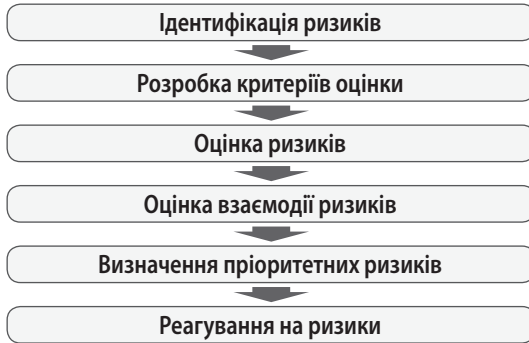 Ідентифікація ризиків
Розробка критеріїв оцінки
Оцінка ризиків
Оцінка взаємодії ризиків
Визначення пріоритетних ризиків
Реагування на ризики